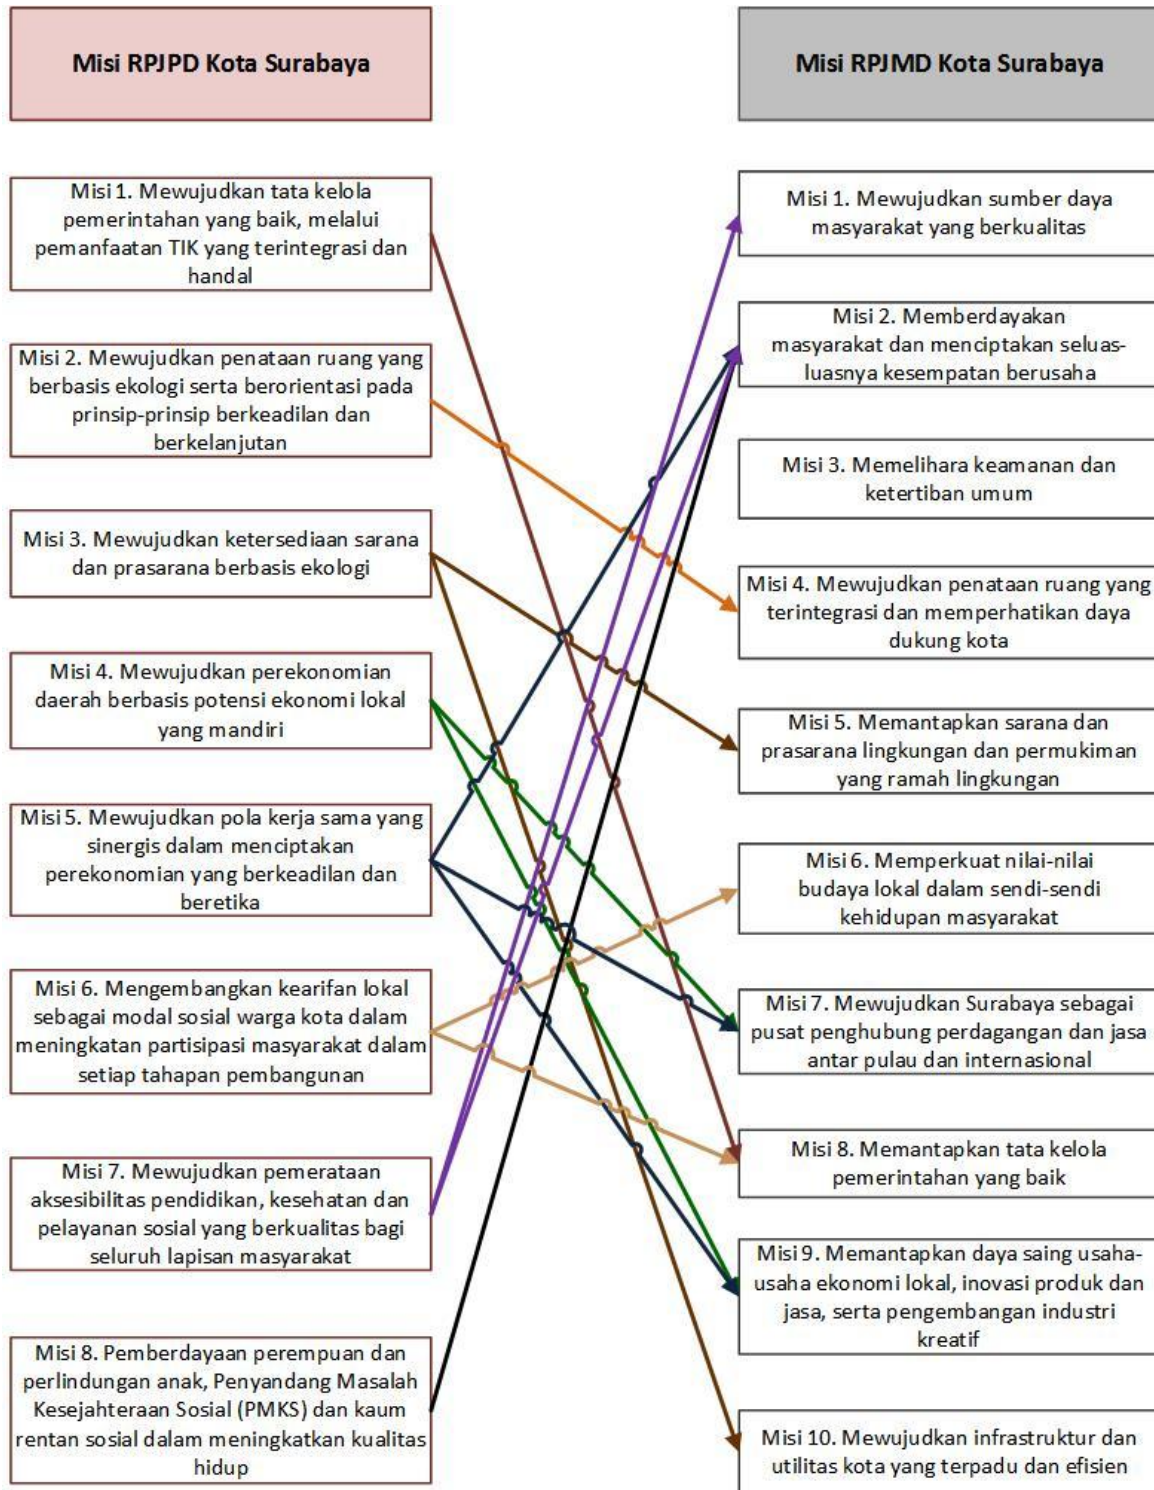 Misi RPJPD Kota Surabaya
Misi 1. Mewujudkan tata kelola
pemerintahan yang baik, melalui
pemanfaatan TIK yang terintegrasi dan
handal
Misi 2. Mewujudkan penataan ruang yang
berbasis ekologi serta berorientasi pada
prinsip-prinsip berkeadilan dan
berkelanjutan
Misi 3. Mewujudkan ketersediaan sarana
dan prasarana berbasis ekologi
Misi 4. Mewujudkan perekonomian
daerah berbasis potensi ekonomi lokal
yang mandiri
Misi 5. Mewujudkan pola kerja sama yang
sinergis dalam menciptakan
perekonomian yang berkeadilan dan
beretika
Misi 6. Mengembangkan kearifan lokal
sebagai modal sosial warga kota dalam
meningkatan partisipasi masyarakat dalam
setiap tahapan pembangunan
Misi 7. Mewujudkan pemerataan
aksesibilitas pendidikan, kesehatan dan
pelayanan sosial yang berkualitas bagi
seluruh lapisan masyarakat
Misi 8. Pemberdayaan perempuan dan
perlindungan anak, Penyandang Masalah
Kesejahteraan Sosial (PMKS) dan kaum
rentan sosial dalam meningkatkan kualitas
hidup
Misi RPJMD Kota Surabaya
Misi 1. Mewujudkan sumber daya
masyarakat yang berkualitas
Misi 2. Memberdayakan
masyarakat dan menciptakan seluas-
luasnya kesempatan berusaha
Misi 3. Memelihara keamanan dan
ketertiban umum
Misi 4. Mewujudkan penataan ruang yang
terintegrasi dan memperhatikan daya
dukung kota
Misi 5. Memantapkan sarana dan
prasarana lingkungan dan permukiman
yang ramah lingkungan
Misi 6. Memperkuat nilai-nilai
budaya lokal dalam sendi-sendi
kehidupan masyarakat
Misi 7. Mewujudkan Surabaya sebagai
pusat penghubung perdagangan dan jasa
antar pulau dan internasional
Misi 8. Memantapkan tata kelola
pemerintahan yang baik
Misi 9. Memantapkan daya saing usaha-
usaha ekonomi lokal, inovasi produk dan
jasa, serta pengembangan industri
kreatif
Misi 10. Mewujudkan infrastruktur dan
utilitas kota yang terpadu dan efisien